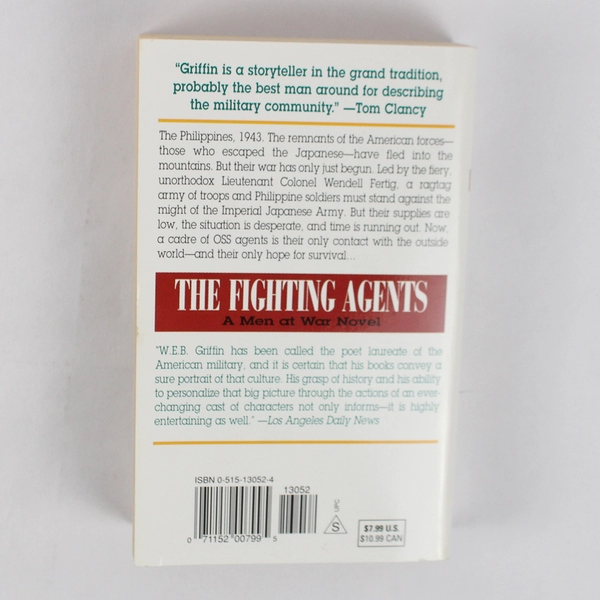 "Griffin is a storyteller in the grand tradition,
probably the best man around for describing
the military community." —Tom Clancy
The Philippines, 1943. The remnants of the American forces—
those who escaped the Japanese—have fled into the
mountains. But their war has only just begun. Led by the fiery,
unorthodox Lieutenant Colonel Wendell Fertig, a ragtag
army of troops and Philippine soldiers must stand against the
might of the Imperial Japanese Army. But their supplies are
low, the situation is desperate, and time is running out. Now,
a cadre of OSS agents is their only contact with the outside
world—and their only hope for survival...
THE FIGHTING AGENTS
A Men at War Novel
"W.E.B. Griffin has been called the poet laureate of the
American military, and it is certain that his books convey a
sure portrait of that culture. His grasp of history and his ability
to personalize that big picture through the actions of an ever-
changing cast of characters not only informs—it is highly
entertaining as well." —Los Angeles Daily News
ISBN 0-515-13052-4
13052
UPC
S
0 71152 00799 5
$7.99 U.S.
$10.99 CAN